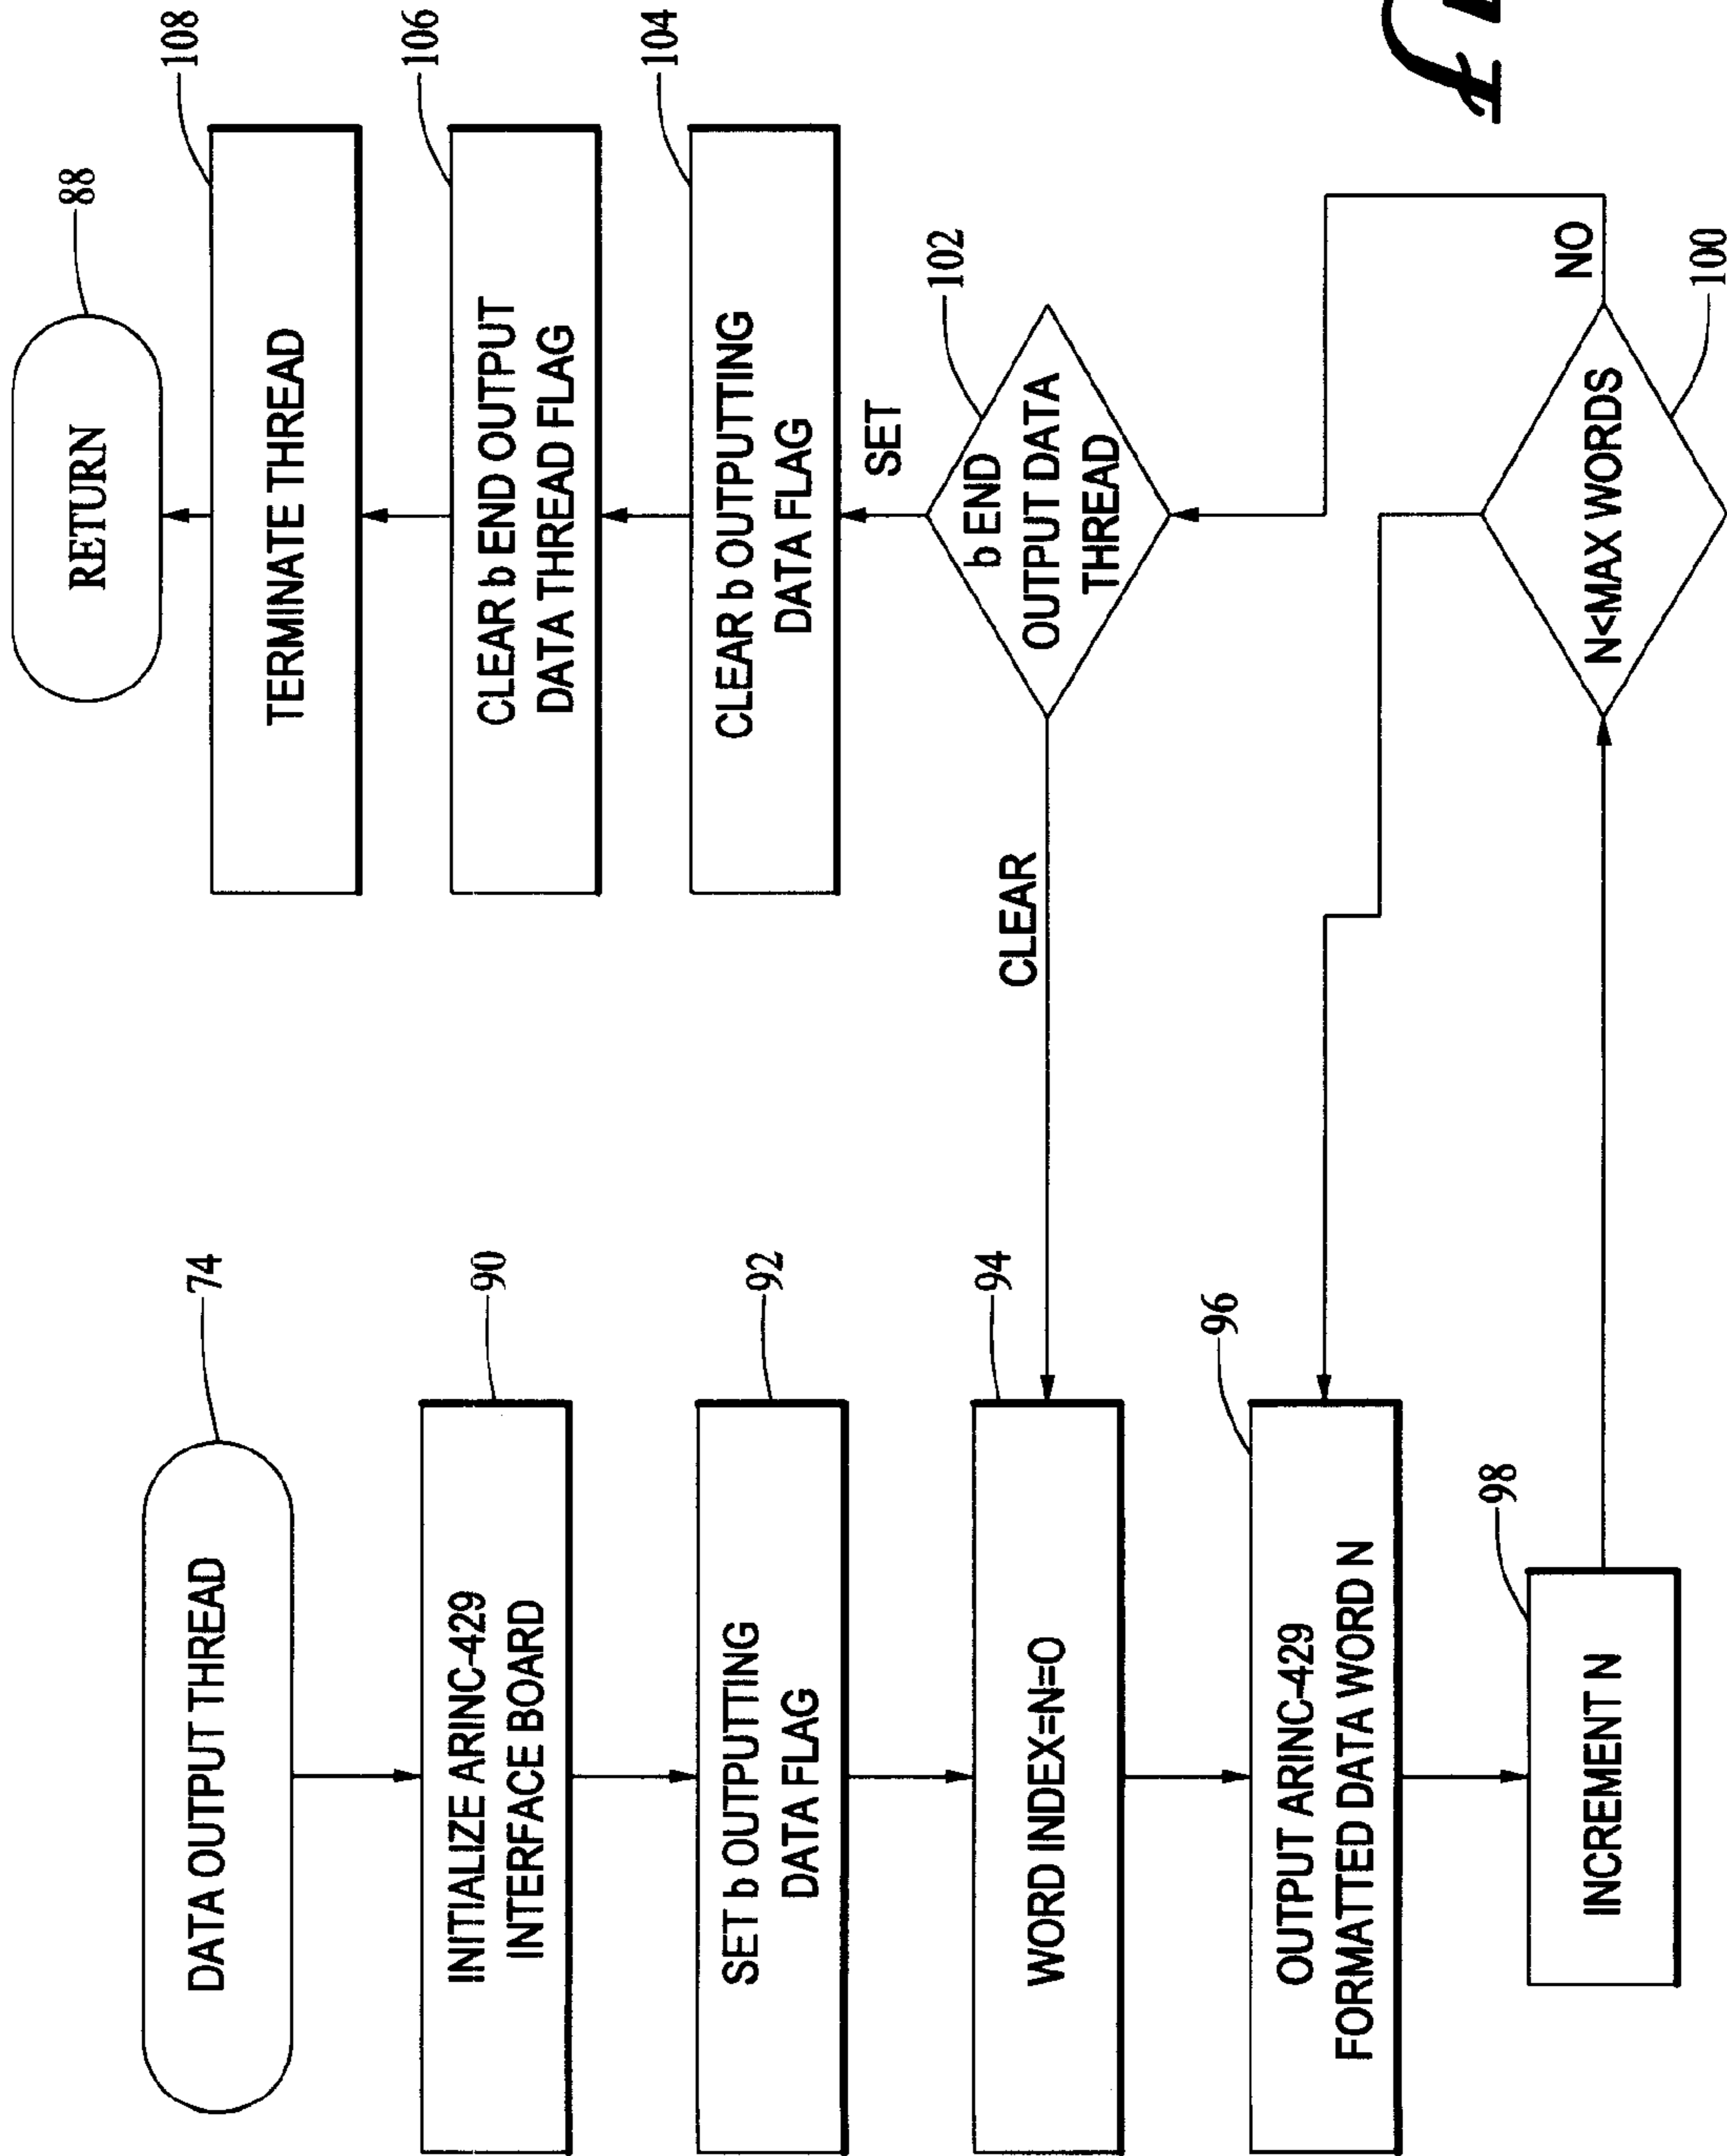 DATA OUTPUT THREAD
74
INITIALIZE ARINC-429
INTERFACE BOARD
90
SET b OUTPUTTING
DATA FLAG
92
WORD INDEX=N=O
94
OUTPUT ARINC-429
FORMATTED DATA WORD N
96
INCREMENT N
98
RETURN
88
TERMINATE THREAD
108
CLEAR b END OUTPUT
DATA THREAD FLAG
106
CLEAR b OUTPUTTING
DATA FLAG
104
SET
b END
OUTPUT DATA
THREAD
102
CLEAR
N<MAX WORDS
NO
100